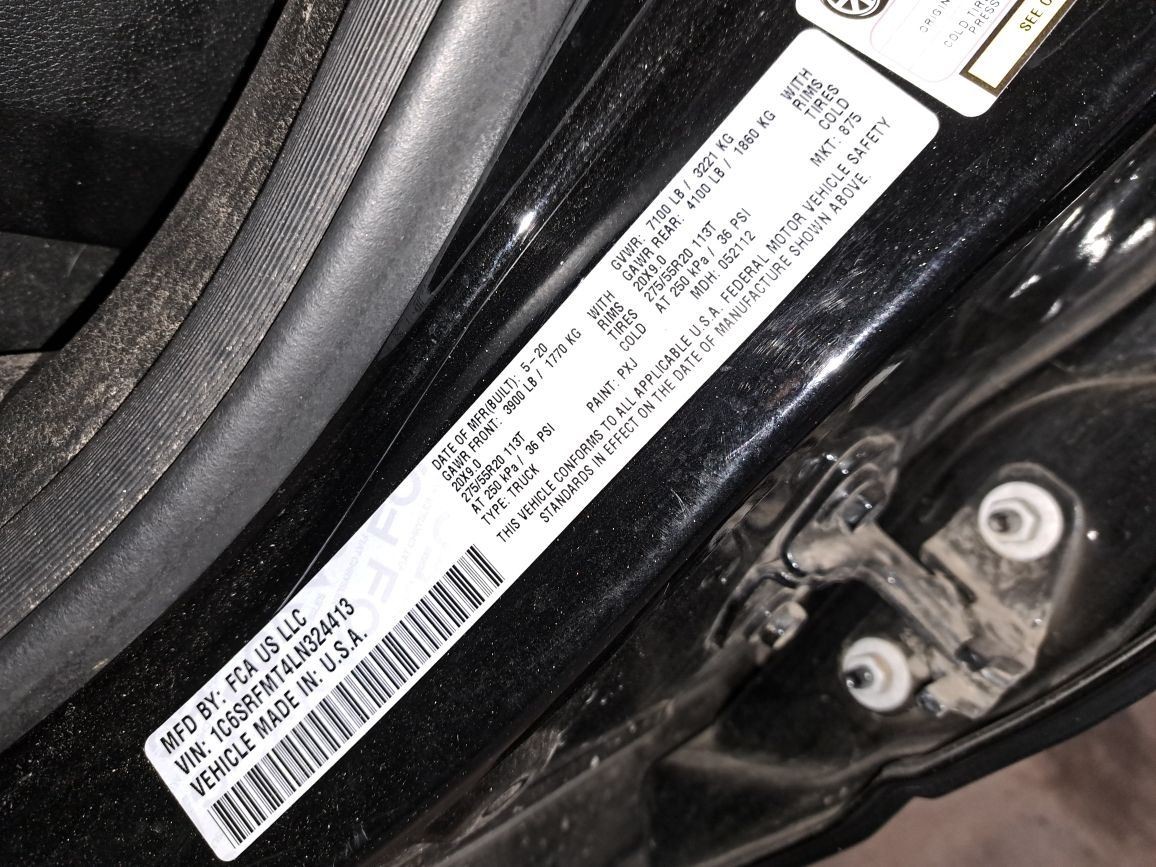 MFD BY: FCA US LLC
VIN: 1C6SRFMT4LN324413
VEHICLE MADE IN: U.S.A.
DATE OF MFR(BUILT): 5-20
GVWR: 7100 LB / 3221 KG
GAWR FRONT: 3900 LB / 1770 KG WITH
GAWR REAR: 4100 LB / 1860 KG WITH
20X9.0 RIMS
20X9.0 RIMS
275/55R20 113T TIRES
275/55R20 113T TIRES
AT 250 kPa / 36 PSI COLD
AT 250 kPa / 36 PSI COLD
TYPE: TRUCK
PAINT: PXJ
MDH: 052112
MKT: 875
THIS VEHICLE CONFORMS TO ALL APPLICABLE U.S.A. FEDERAL MOTOR VEHICLE SAFETY
STANDARDS IN EFFECT ON THE DATE OF MANUFACTURE SHOWN ABOVE.
COLD TIR
PRESS
SEE O